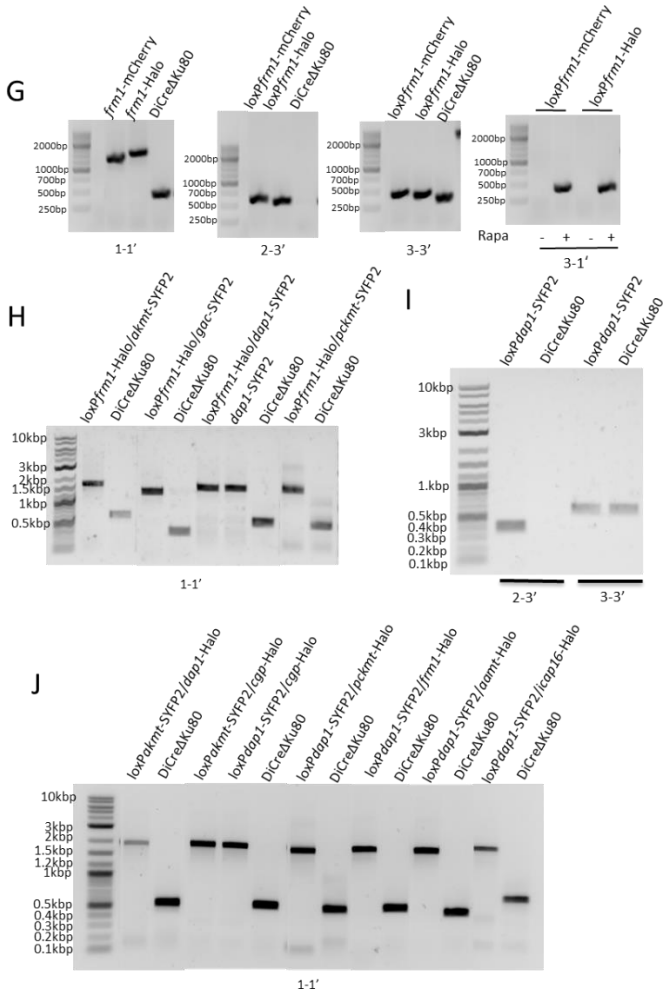 G
frm1-mCherry
frm1-Halo
DiCreΔKu80
2000bp
1000bp
700bp
500bp
250bp
1-1'
loxPfrm1-mCherry
loxPfrm1-Halo
DiCreΔKu80
2000bp
1000bp
700bp
500bp
250bp
2-3'
loxPfrm1-mCherry
loxPfrm1-Halo
DiCreΔKu80
2000bp
1000bp
700bp
500bp
250bp
3-3'
loxPfrm1-mCherry
loxPfrm1-Halo
2000bp
1000bp
700bp
500bp
250bp
Rapa - + - +
3-1'
H
loxPfrm1-Halo/akmt-SYFP2
DiCreΔKu80
loxPfrm1-Halo/gac-SYFP2
DiCreΔKu80
loxPfrm1-Halo/dap1-SYFP2
dap1-SYFP2
DiCreΔKu80
loxPfrm1-Halo/pckmt-SYFP2
DiCreΔKu80
10kbp
3kbp
2kbp
1.5kbp
1kbp
0.5kbp
1-1'
I
loxPdap1-SYFP2
DiCreΔKu80
loxPdap1-SYFP2
DiCreΔKu80
10kbp
3kbp
1.kbp
0.5kbp
0.4kbp
0.3kbp
0.2kbp
0.1kbp
2-3'
3-3'
J
loxPakmt-SYFP2/dap1-Halo
DiCreΔKu80
loxPakmt-SYFP2/cgp-Halo
loxPdap1-SYFP2/cgp-Halo
DiCreΔKu80
loxPdap1-SYFP2/pckmt-Halo
DiCreΔKu80
loxPdap1-SYFP2/frm1-Halo
DiCreΔKu80
loxPdap1-SYFP2/aamt-Halo
DiCreΔKu80
loxPdap1-SYFP2/icap16-Halo
DiCreΔKu80
10kbp
3kbp
2kbp
1.5kbp
1.2kbp
1kbp
0.5kbp
0.4kbp
0.3kbp
0.2kbp
0.1kbp
1-1'